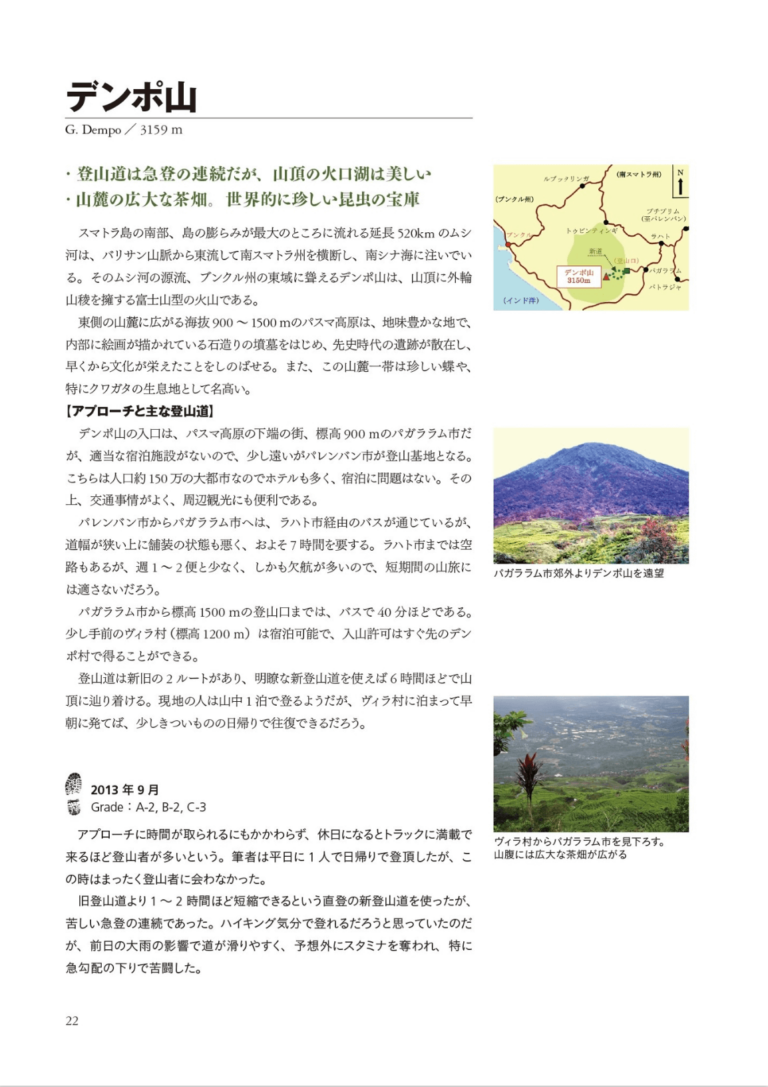 デンポ山
G. Dempo／3159 m
・登山道は急登の連続だが、山頂の火口湖は美しい
・山麓の広大な茶畑。世界的に珍しい昆虫の宝庫
スマトラ島の南部、島の膨らみが最大のところに流れる延長 520km のムシ
河は、バリサン山脈から東流して南スマトラ州を横断し、南シナ海に注いでい
る。そのムシ河の源流、ブンクル州の東域に聳えるデンポ山は、山頂に外輪
山稜を擁する富士山型の火山である。
東側の山麓に広がる海抜 900 ～ 1500 mのパスマ高原は、地味豊かな地で、
内部に絵画が描かれている石造りの墳墓をはじめ、先史時代の遺跡が散在し、
早くから文化が栄えたことをしのばせる。また、この山麓一帯は珍しい蝶や、
特にクワガタの生息地として名高い。
【アプローチと主な登山道】
デンポ山の入口は、パスマ高原の下端の街、標高 900 mのパガララム市だ
が、適当な宿泊施設がないので、少し遠いがパレンバン市が登山基地となる。
こちらは人口約 150 万の大都市なのでホテルも多く、宿泊に問題はない。その
上、交通事情がよく、周辺観光にも便利である。
パレンバン市からパガララム市へは、ラハト市経由のバスが通じているが、
道幅が狭い上に舗装の状態も悪く、およそ 7 時間を要する。ラハト市までは空
路もあるが、週 1 ～ 2 便と少なく、しかも欠航が多いので、短期間の山旅に
は適さないだろう。
パガララム市から標高 1500 mの登山口までは、バスで 40 分ほどである。
少し手前のヴィラ村（標高 1200 m）は宿泊可能で、入山許可はすぐ先のデン
ポ村で得ることができる。
登山道は新旧の 2 ルートがあり、明瞭な新登山道を使えば 6 時間ほどで山
頂に辿り着ける。現地の人は山中 1 泊で登るようだが、ヴィラ村に泊まって早
朝に発てば、少しきついものの日帰りで往復できるだろう。
2013 年 9 月
Grade：A-2, B-2, C-3
アプローチに時間が取られるにもかかわらず、休日になるとトラックに満載で
来るほど登山者が多いという。筆者は平日に 1 人で日帰りで登頂したが、こ
の時はまったく登山者に会わなかった。
旧登山道より 1 ～ 2 時間ほど短縮できるという直登の新登山道を使ったが、
苦しい急登の連続であった。ハイキング気分で登れるだろうと思っていたのだ
が、前日の大雨の影響で道が滑りやすく、予想外にスタミナを奪われ、特に
急勾配の下りで苦闘した。
22
ルブックリンガ
（南スマトラ州）
N
（ブンクル州）
プチブリム
（至パレンバン）
ブンクル
トゥビンティンギ
ラハト
新道
（登山口）
デンポ山
3150m
パガララム
バトラジャ
（インド洋）
パガララム市郊外よりデンポ山を遠望
ヴィラ村からパガララム市を見下ろす。
山腹には広大な茶畑が広がる